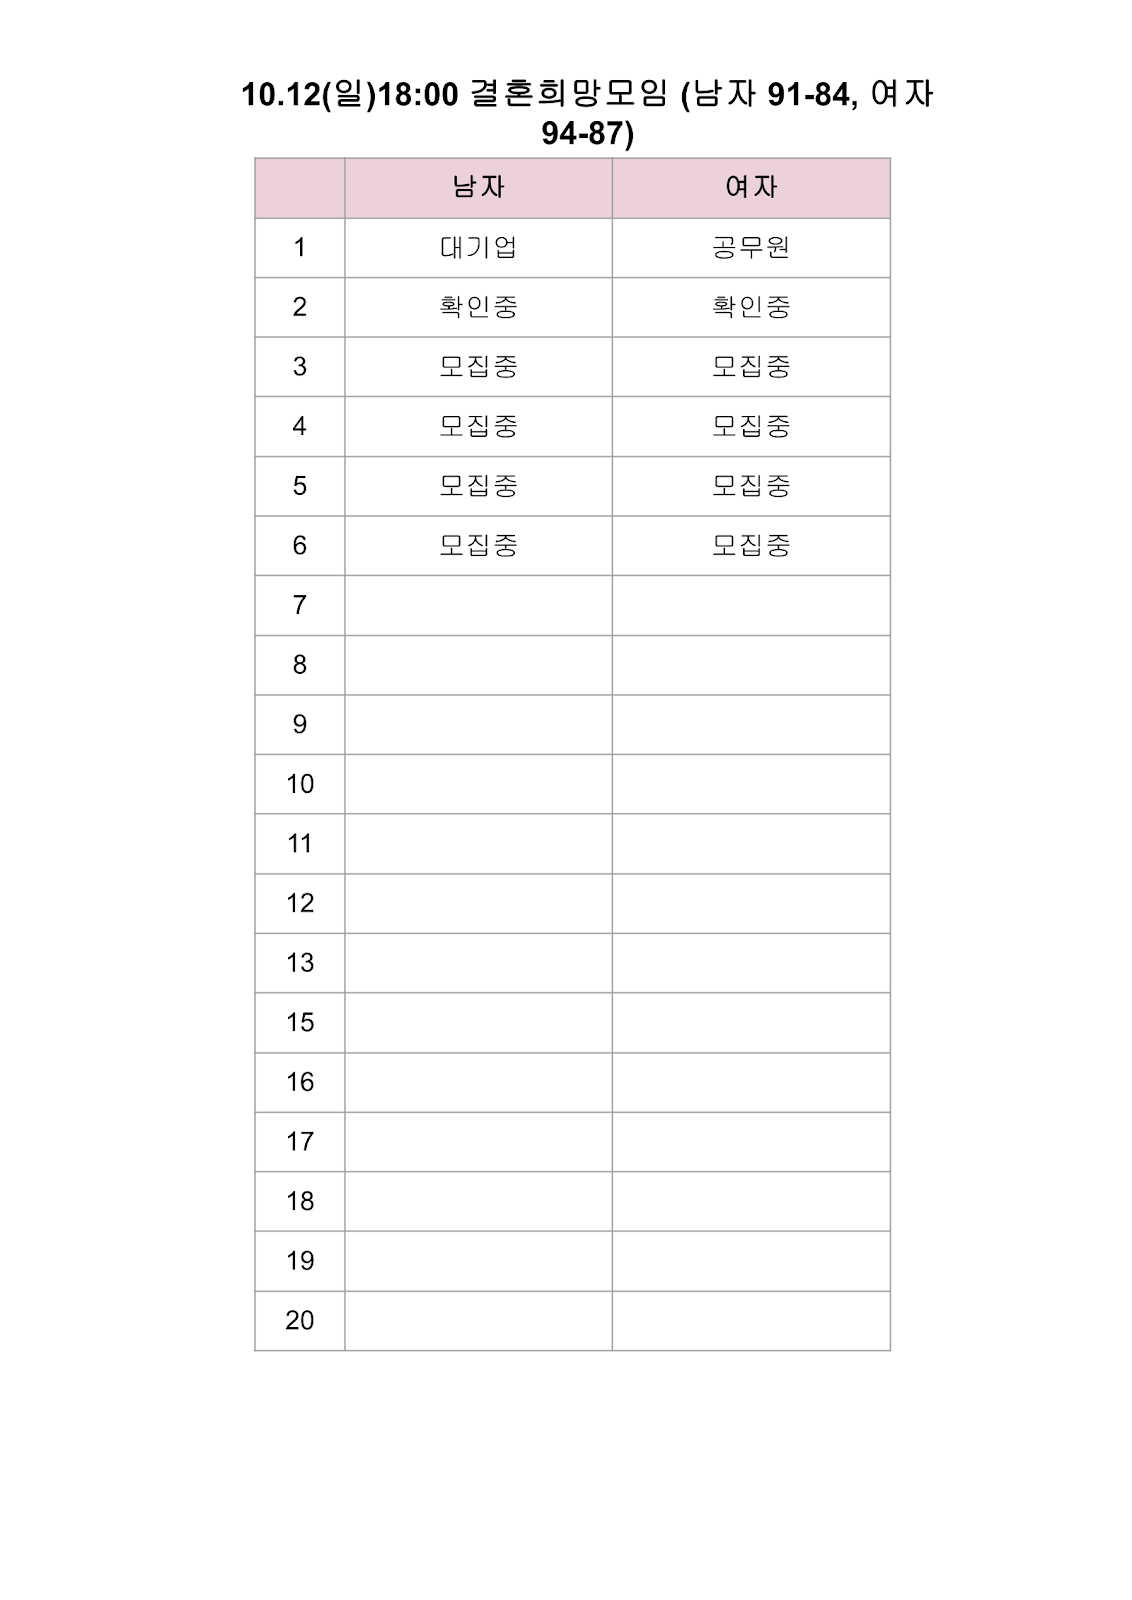 10.12(일)18:00 결혼희망모임 (남자 91-84, 여자
94-87)
남자 여자
1 대기업 공무원
2 확인중 확인중
3 모집중 모집중
4 모집중 모집중
5 모집중 모집중
6 모집중 모집중
7
8
9
10
11
12
13
15
16
17
18
19
20